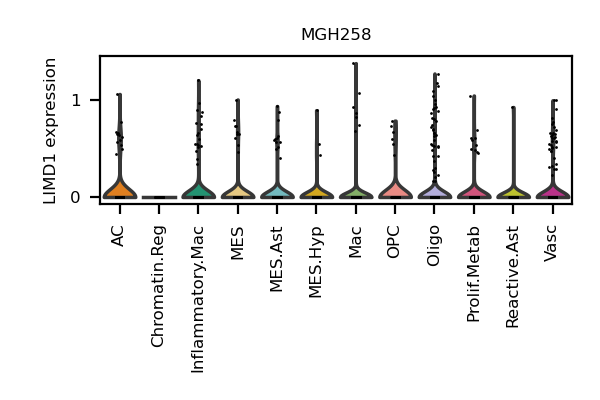 MGH258
LIMD1 expression
1
0
AC
Chromatin.Reg
Inflammatory.Mac
MES
MES.Ast
MES.Hyp
Mac
OPC
Oligo
Prolif.Metab
Reactive.Ast
Vasc